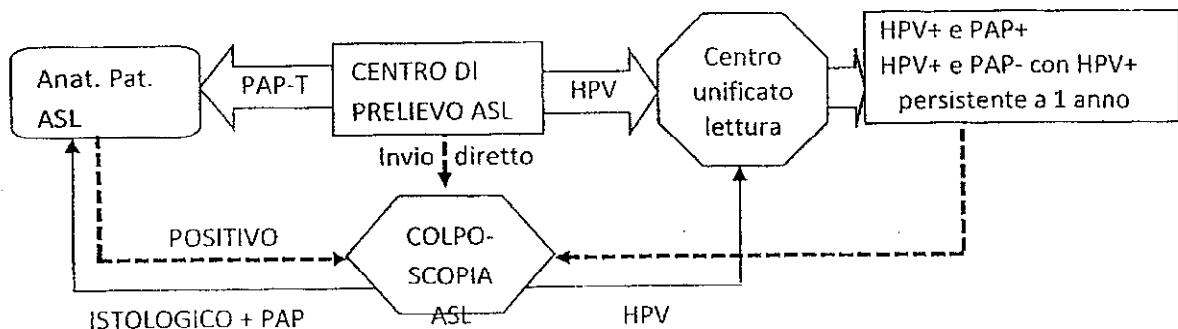 Anat. Pat.
ASL
PAP-T
CENTRO DI
PRELIEVO ASL
HPV
Centro
unificato
lettura
HPV+ e PAP+
HPV+ e PAP- con HPV+
persistente a 1 anno
Invio diretto
POSITIVO
COLPO-
SCOPIA
ASL
ISTOLOGICO + PAP
HPV